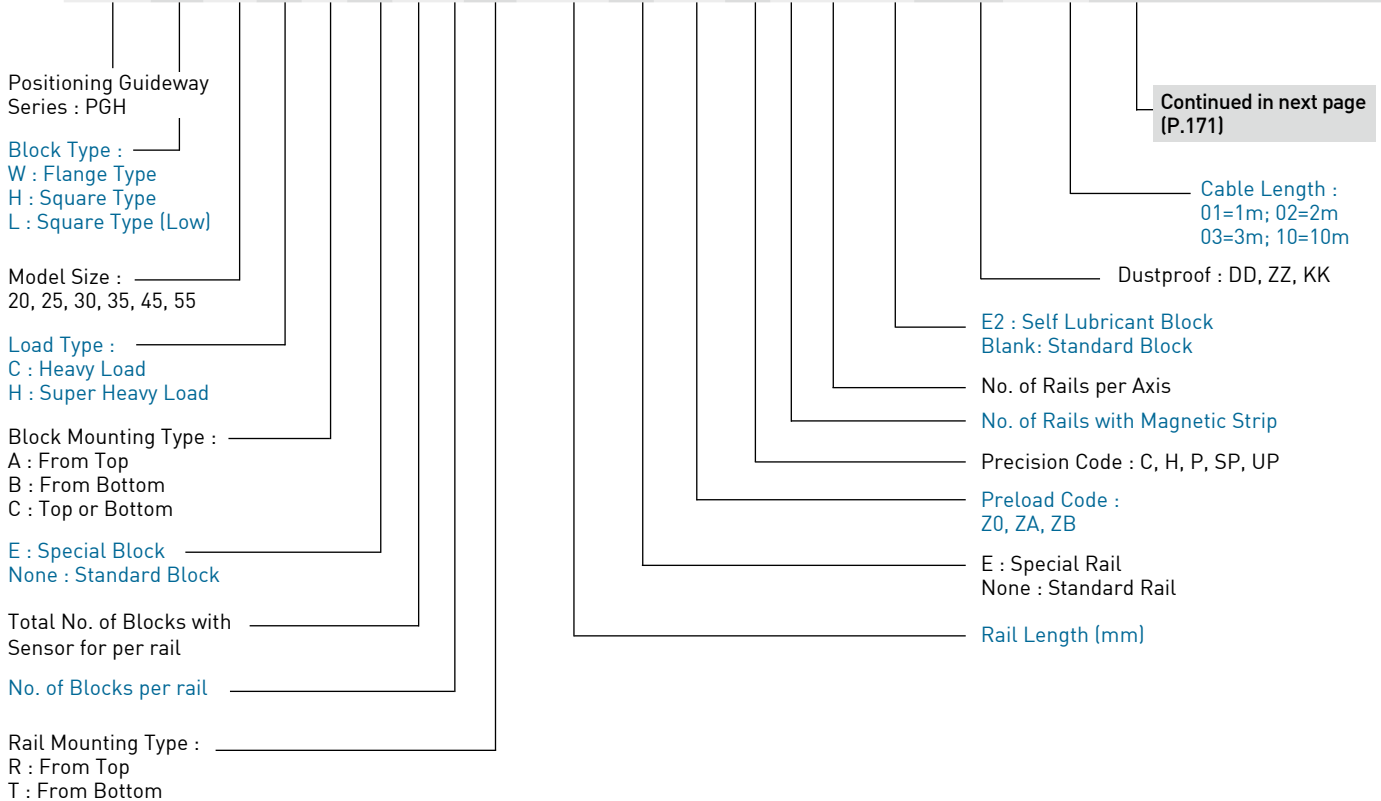 Positioning Guideway
Series : PGH
Block Type :
W : Flange Type
H : Square Type
L : Square Type (Low)
Model Size :
20, 25, 30, 35, 45, 55
Load Type :
C : Heavy Load
H : Super Heavy Load
Block Mounting Type :
A : From Top
B : From Bottom
C : Top or Bottom
E : Special Block
None : Standard Block
Total No. of Blocks with
Sensor for per rail
No. of Blocks per rail
Rail Mounting Type :
R : From Top
T : From Bottom
Continued in next page
(P.171)
Cable Length :
01=1m; 02=2m
03=3m; 10=10m
Dustproof : DD, ZZ, KK
E2 : Self Lubricant Block
Blank: Standard Block
No. of Rails per Axis
No. of Rails with Magnetic Strip
Precision Code : C, H, P, SP, UP
Preload Code :
Z0, ZA, ZB
E : Special Rail
None : Standard Rail
Rail Length (mm)